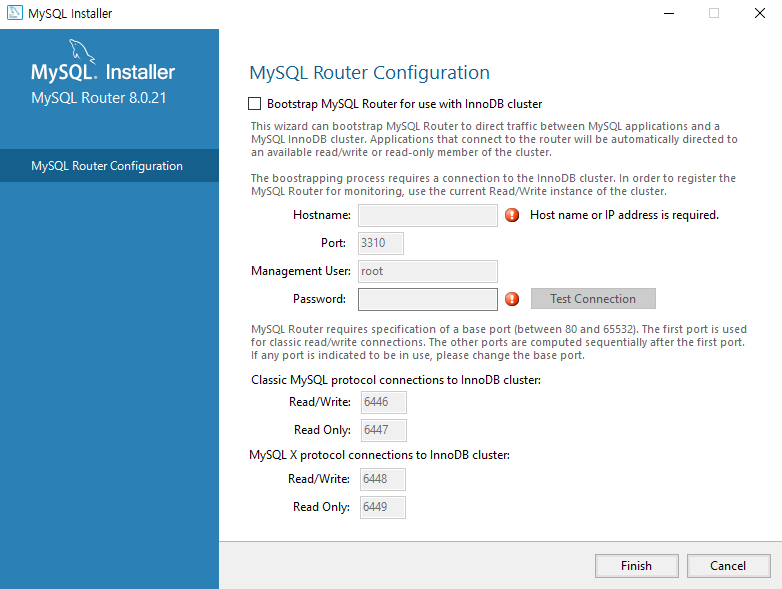 MySQL Installer
MySQL. Installer
MySQL Router 8.0.21
MySQL Router Configuration
MySQL Router Configuration
Bootstrap MySQL Router for use with InnoDB cluster
This wizard can bootstrap MySQL Router to direct traffic between MySQL applications and a
MySQL InnoDB cluster. Applications that connect to the router will be automatically directed to
an available read/write or read-only member of the cluster.
The boostrapping process requires a connection to the InnoDB cluster. In order to register the
MySQL Router for monitoring, use the current Read/Write instance of the cluster.
Hostname: Host name or IP address is required.
Port: 3310
Management User: root
Password: Test Connection
MySQL Router requires specification of a base port (between 80 and 65532). The first port is used
for classic read/write connections. The other ports are computed sequentially after the first port.
If any port is indicated to be in use, please change the base port.
Classic MySQL protocol connections to InnoDB cluster:
Read/Write: 6446
Read Only: 6447
MySQL X protocol connections to InnoDB cluster:
Read/Write: 6448
Read Only: 6449
Finish Cancel